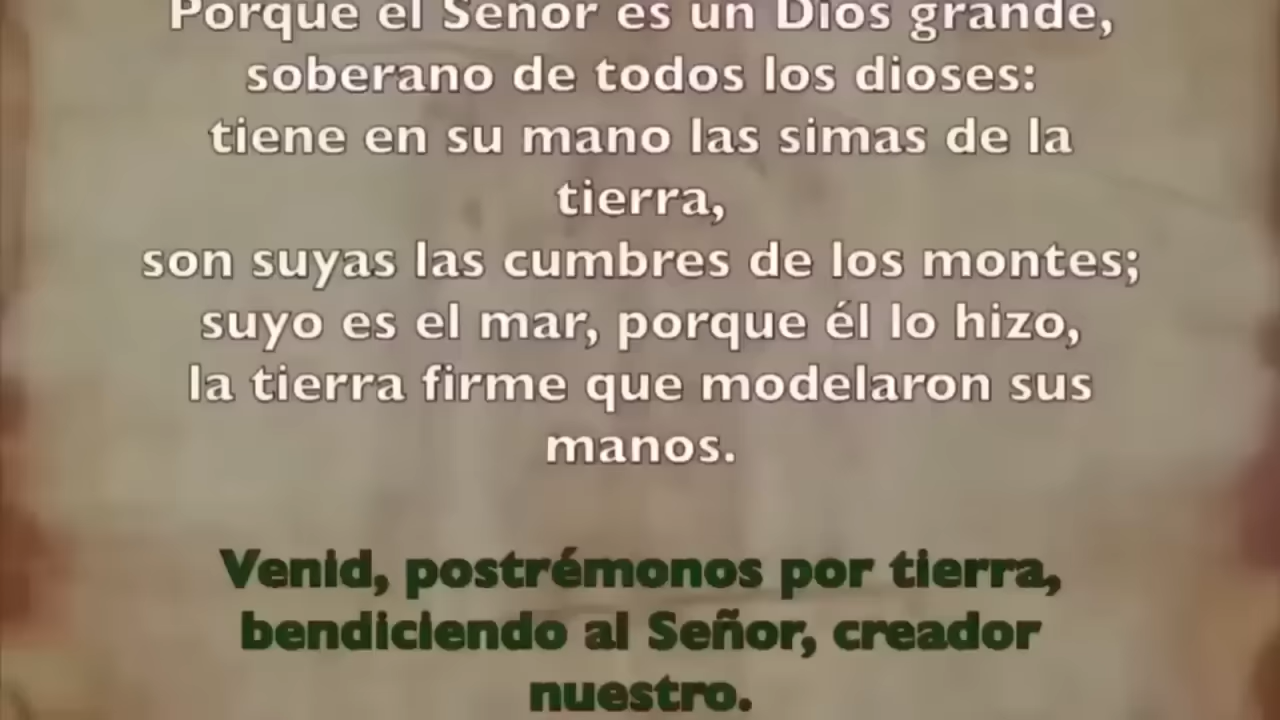 Porque el Señor es un Dios grande,
soberano de todos los dioses:
tiene en su mano las simas de la
tierra,
son suyas las cumbres de los montes;
suyo es el mar, porque él lo hizo,
la tierra firme que modelaron sus
manos.
Venid, postrémonos por tierra,
bendiciendo al Señor, creador
nuestro.